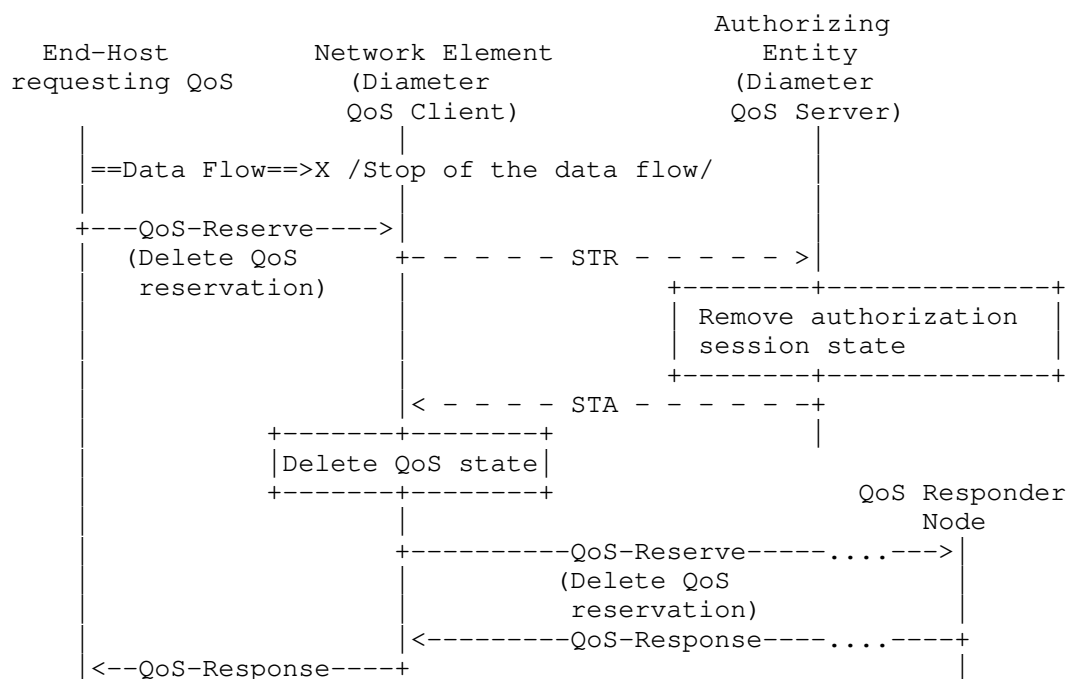 Authorizing
End-Host Network Element Entity
requesting QoS (Diameter (Diameter
QoS Client) QoS Server)
==Data Flow==>X /Stop of the data flow/
+---QoS-Reserve---->
(Delete QoS +- - - - - STR - - - - - >
reservation)
Remove authorization
session state
< - - - - STA - - - - - -+
Delete QoS state
QoS Responder
Node
+----------QoS-Reserve-----....--->
(Delete QoS
reservation)
<---------QoS-Response----....----+
<--QoS-Response----+